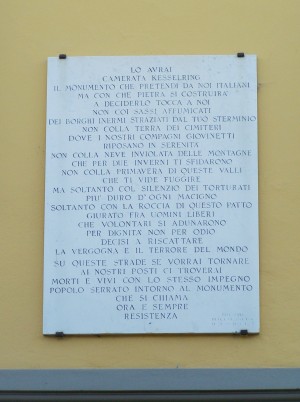 LO AVRAI
CAMERATA KESSELRING
IL MONUMENTO CHE PRETENDI DA NOI ITALIANI
MA CON CHE PIETRA SI COSTRUIRÀ
A DECIDERLO TOCCA A NOI
NON COI SASSI AFFUMICATI
DEI BORGHI INERMI STRAZIATI DAL TUO STERMINIO
NON COLLA TERRA DEI CIMITERI
DOVE I NOSTRI COMPAGNI GIOVINETTI
RIPOSANO IN SERENITÀ
NON COLLA NEVE INVIOLATA DELLE MONTAGNE
CHE PER DUE INVERNI TI SFIDARONO
NON COLLA PRIMAVERA DI QUESTE VALLI
CHE TI VIDE FUGGIRE
MA SOLTANTO COL SILENZIO DEI TORTURATI
PIU' DURO D'OGNI MACIGNO
SOLTANTO CON LA ROCCIA DI QUESTO PATTO
GIURATO FRA UOMINI LIBERI
CHE VOLONTARI SI ADUNARONO
PER DIGNITÀ NON PER ODIO
DECISI A RISCATTARE
LA VERGOGNA E IL TERRORE DEL MONDO
SU QUESTE STRADE SE VORRAI TORNARE
AI NOSTRI POSTI CI TROVERAI
MORTI E VIVI CON LO STESSO IMPEGNO
POPOLO SERRATO INTORNO AL MONUMENTO
CHE SI CHIAMA
ORA E SEMPRE
RESISTENZA